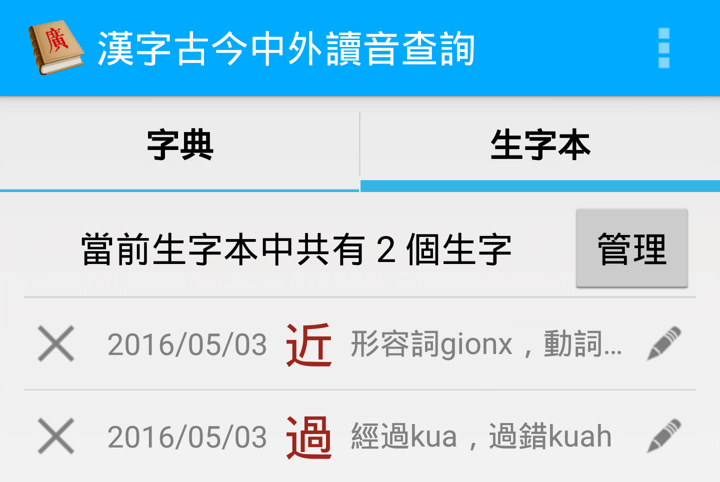 廣
漢字古今中外讀音查詢
字典 生字本
當前生字本中共有 2 個生字 管理
2016/05/03 近 形容詞gionx，動詞…
2016/05/03 過 經過kua，過錯kuah